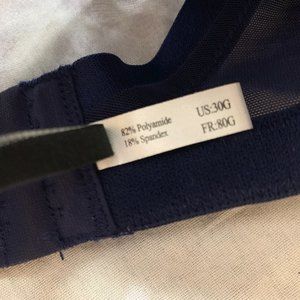 82% Polyamide
18% Spandex
US:30G
FR:80G